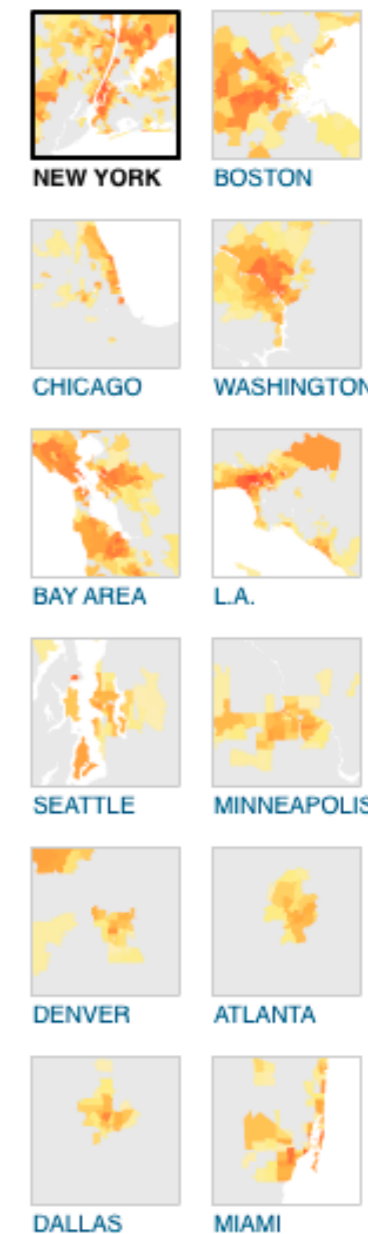 NEW YORK
BOSTON
CHICAGO
WASHINGTON
BAY AREA
L.A.
SEATTLE
MINNEAPOLIS
DENVER
ATLANTA
DALLAS
MIAMI